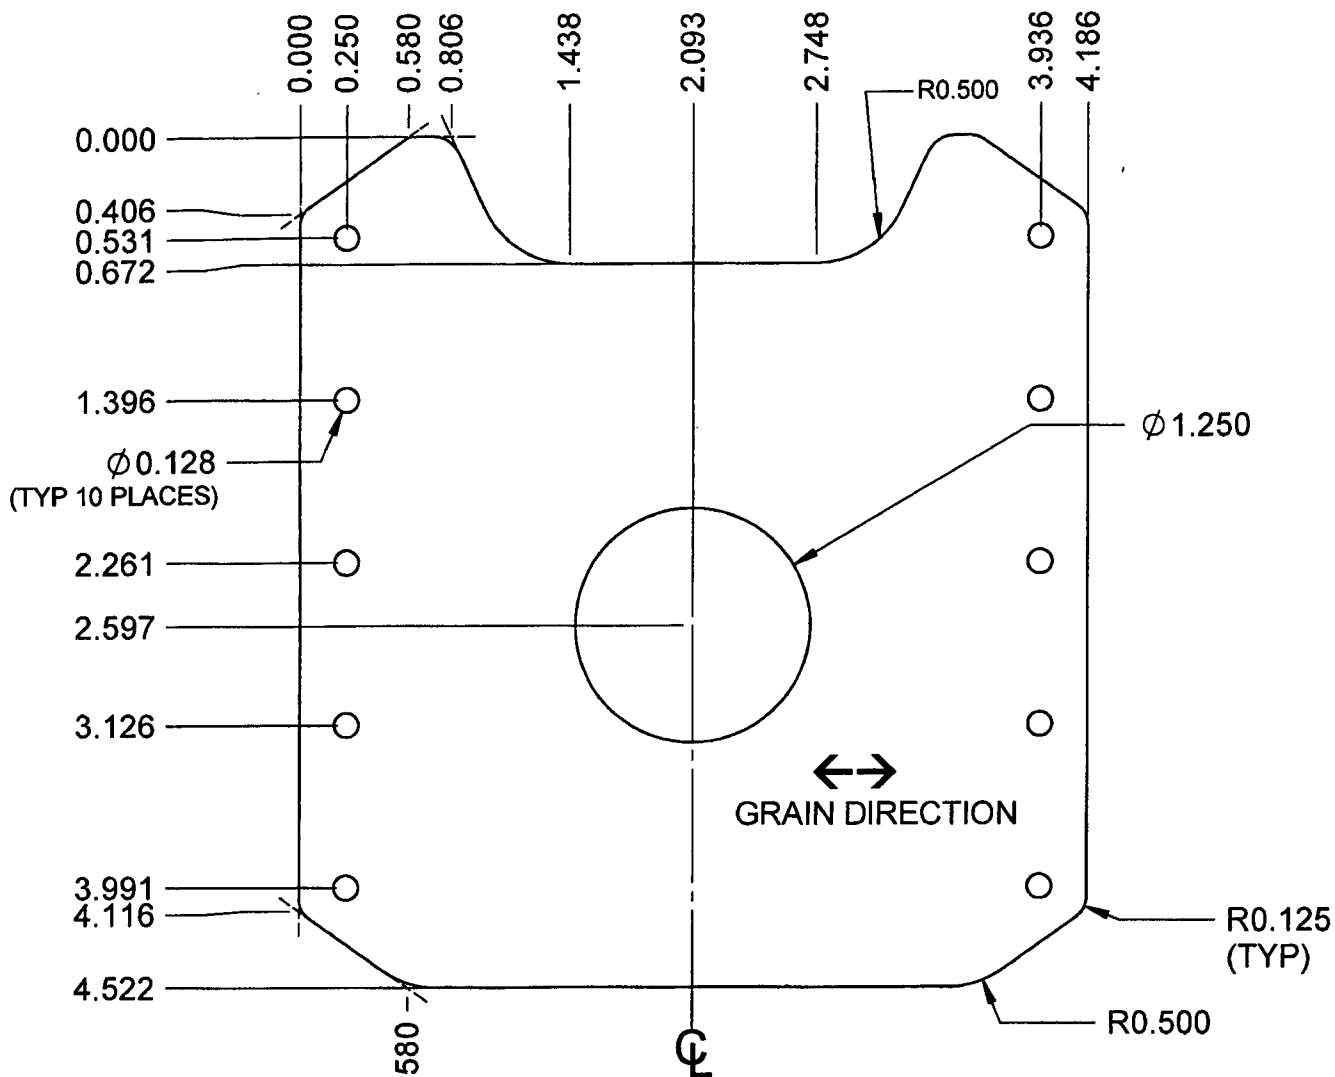 0.000
0.250
0.580
0.806
1.438
2.093
2.748
3.936
4.186
R0.500
0.000
0.406
0.531
0.672
1.396
Ø0.128
(TYP 10 PLACES)
Ø1.250
2.261
2.597
3.126
GRAIN DIRECTION
3.991
4.116
R0.125
(TYP)
4.522
R0.500
580
℄